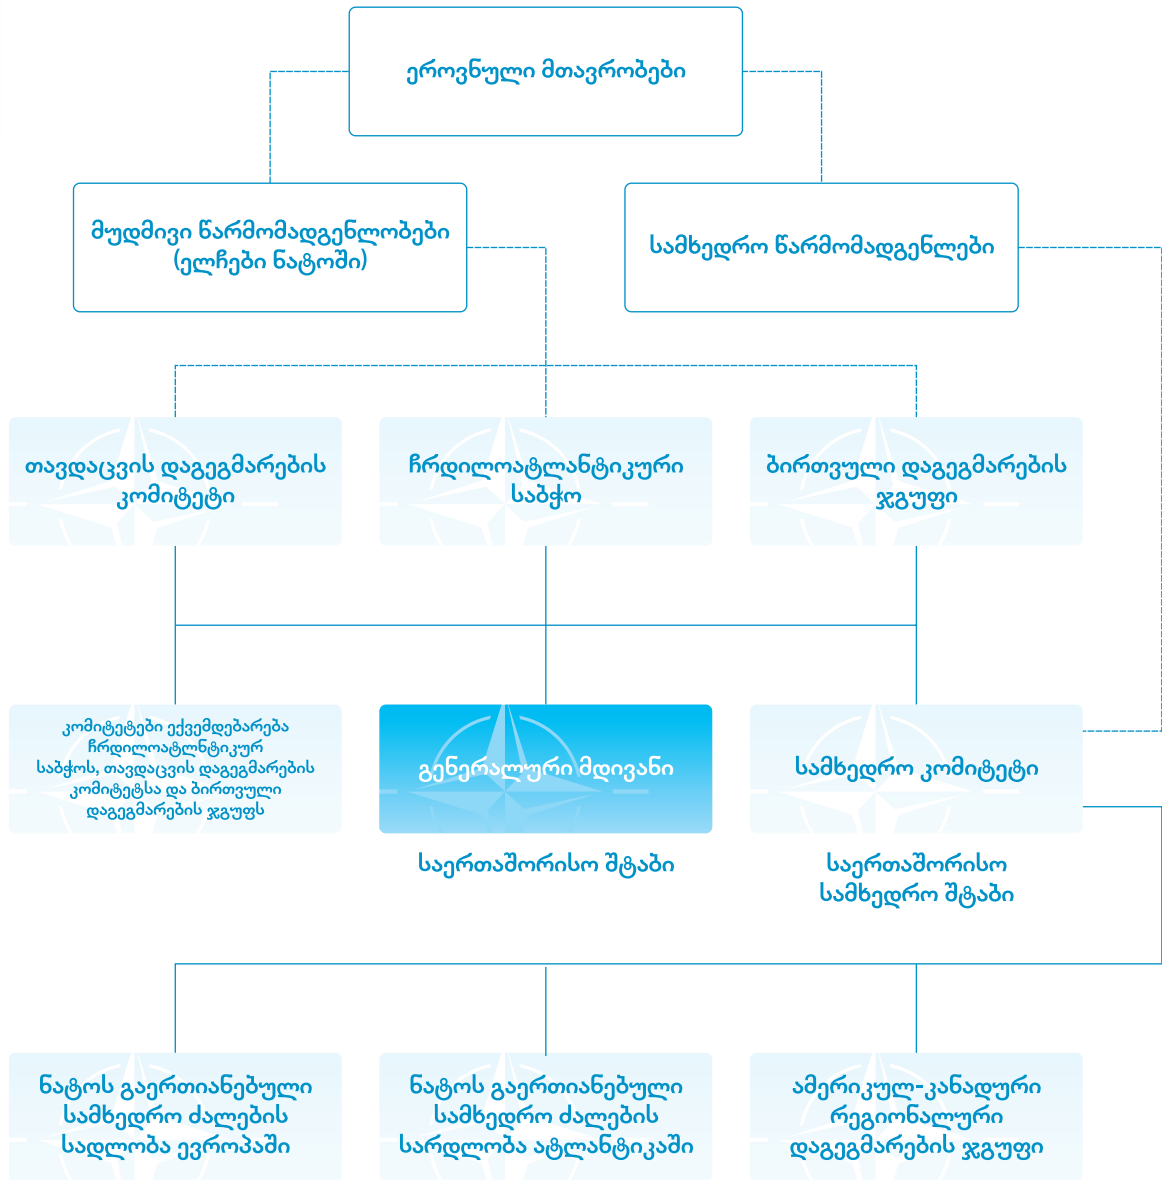 ეროვნული მთავრობები
მუდმივი წარმომადგენლობები
(ელჩები ნატოში)
სამხედრო წარმომადგენლები
თავდაცვის დაგეგმარების
კომიტეტი
ჩრდილოატლანტიკური
საბჭო
ბირთვული დაგეგმარების
ჯგუფი
კომიტეტები ექვემდებარება
ჩრდილოატლნტიკურ
საბჭოს, თავდაცვის დაგეგმარების
კომიტეტსა და ბირთვული
დაგეგმარების ჯგუფს
გენერალური მდივანი
სამხედრო კომიტეტი
საერთაშორისო შტაბი
საერთაშორისო
სამხედრო შტაბი
ნატოს გაერთიანებული
სამხედრო ძალების
სადლობა ევროპაში
ნატოს გაერთიანებული
სამხედრო ძალების
სარდლობა ატლანტიკაში
ამერიკულ-კანადური
რეგიონალური
დაგეგმარების ჯგუფი